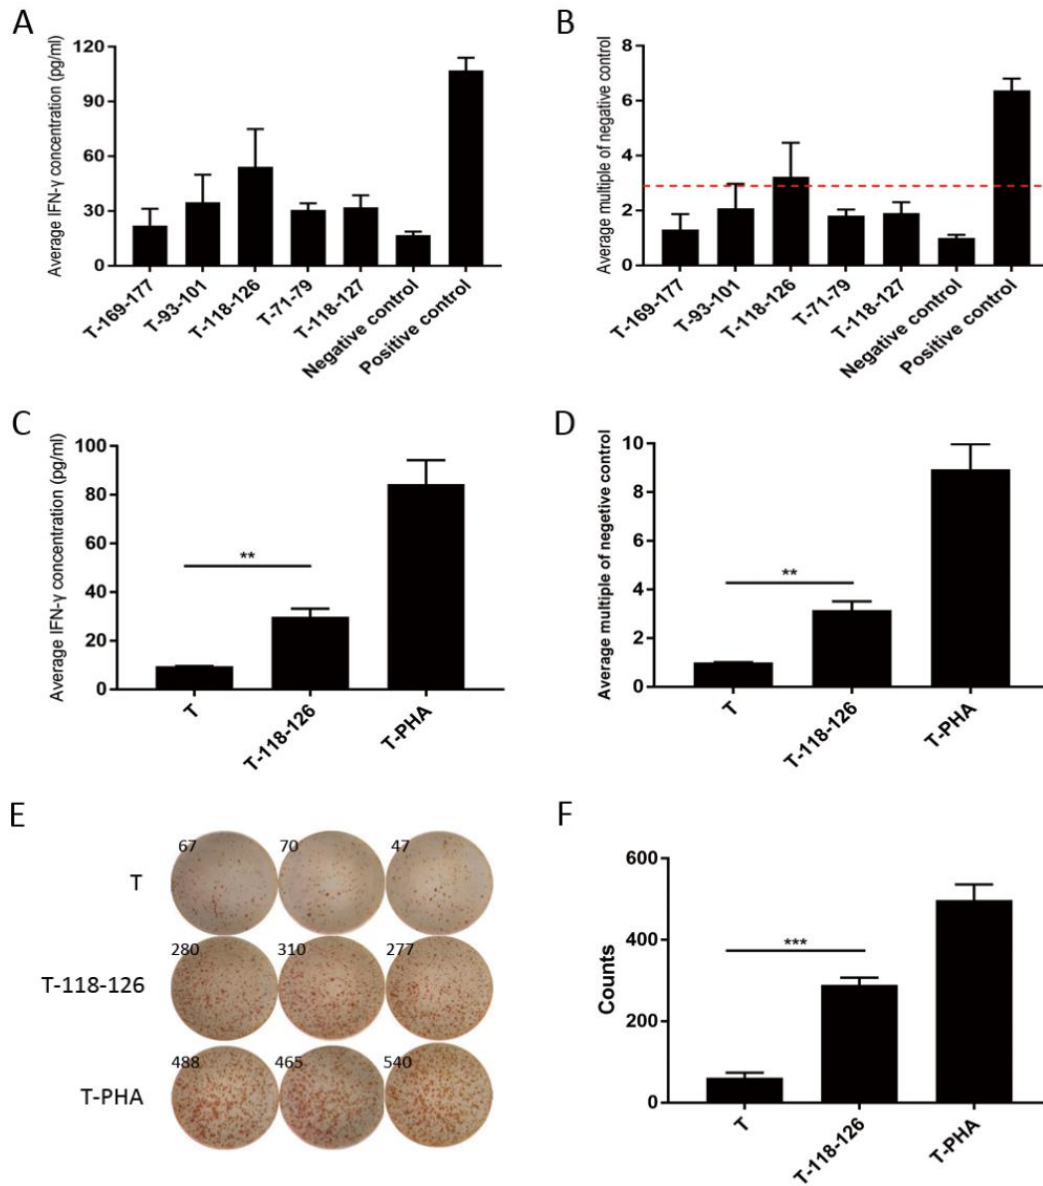 A
Average IFN-γ concentration (pg/ml)
120
90
60
30
0
T-169-177
T-93-101
T-118-126
T-71-79
T-118-127
Negative control
Positive control
B
Average multiple of negative control
8
6
4
2
0
T-169-177
T-93-101
T-118-126
T-71-79
T-118-127
Negative control
Positive control
C
Average IFN-γ concentration (pg/ml)
100
80
60
40
20
0
**
T
T-118-126
T-PHA
D
Average multiple of negetive control
10
8
6
4
2
0
**
T
T-118-126
T-PHA
E
T
67 70 47
T-118-126
280 310 277
T-PHA
488 465 540
F
Counts
600
400
200
0
***
T
T-118-126
T-PHA